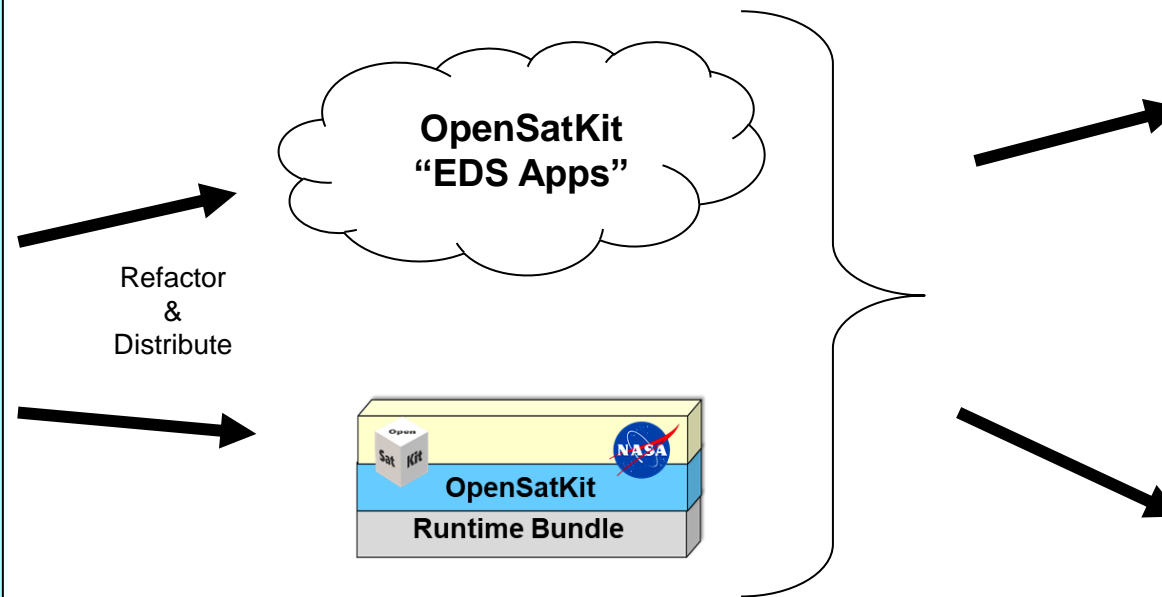 OpenSatKit
“EDS Apps”
Refactor
&
Distribute
Open
Sat Kit
NASA
OpenSatKit
Runtime Bundle